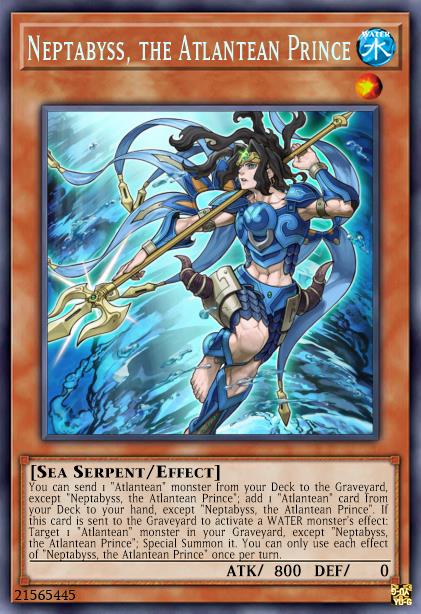 Neptabyss, the Atlantean Prince
WATER
水
[Sea Serpent/Effect]
You can send 1 "Atlantean" monster from your Deck to the Graveyard,
except "Neptabyss, the Atlantean Prince"; add 1 "Atlantean" card from
your Deck to your hand, except "Neptabyss, the Atlantean Prince". If
this card is sent to the Graveyard to activate a WATER monster's effect:
Target 1 "Atlantean" monster in your Graveyard, except "Neptabyss,
the Atlantean Prince"; Special Summon it. You can only use each effect
of "Neptabyss, the Atlantean Prince" once per turn.
ATK/ 800 DEF/ 0
21565445